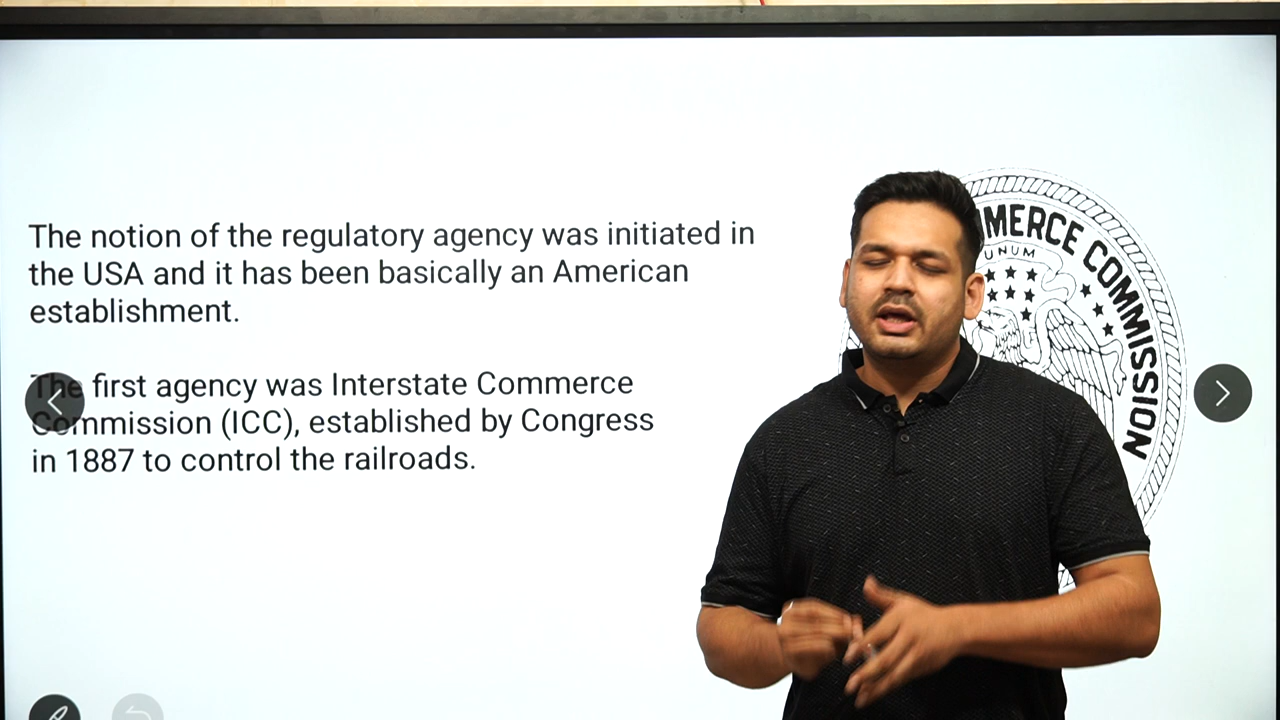 The notion of the regulatory agency was initiated in
the USA and it has been basically an American
establishment.
The first agency was Interstate Commerce
Commission (ICC), established by Congress
in 1887 to control the railroads.
UNUM
COMMISSION